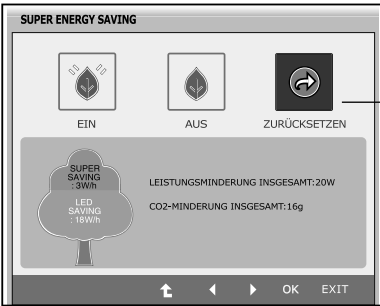 SUPER ENERGY SAVING
EIN
AUS
ZURÜCKSETZEN
SUPER
SAVING
: 3W/h
LED
SAVING
: 18W/h
LEISTUNGSMINDERUNG INSGESAMT:20W
CO2-MINDERUNG INSGESAMT:16g
OK
EXIT